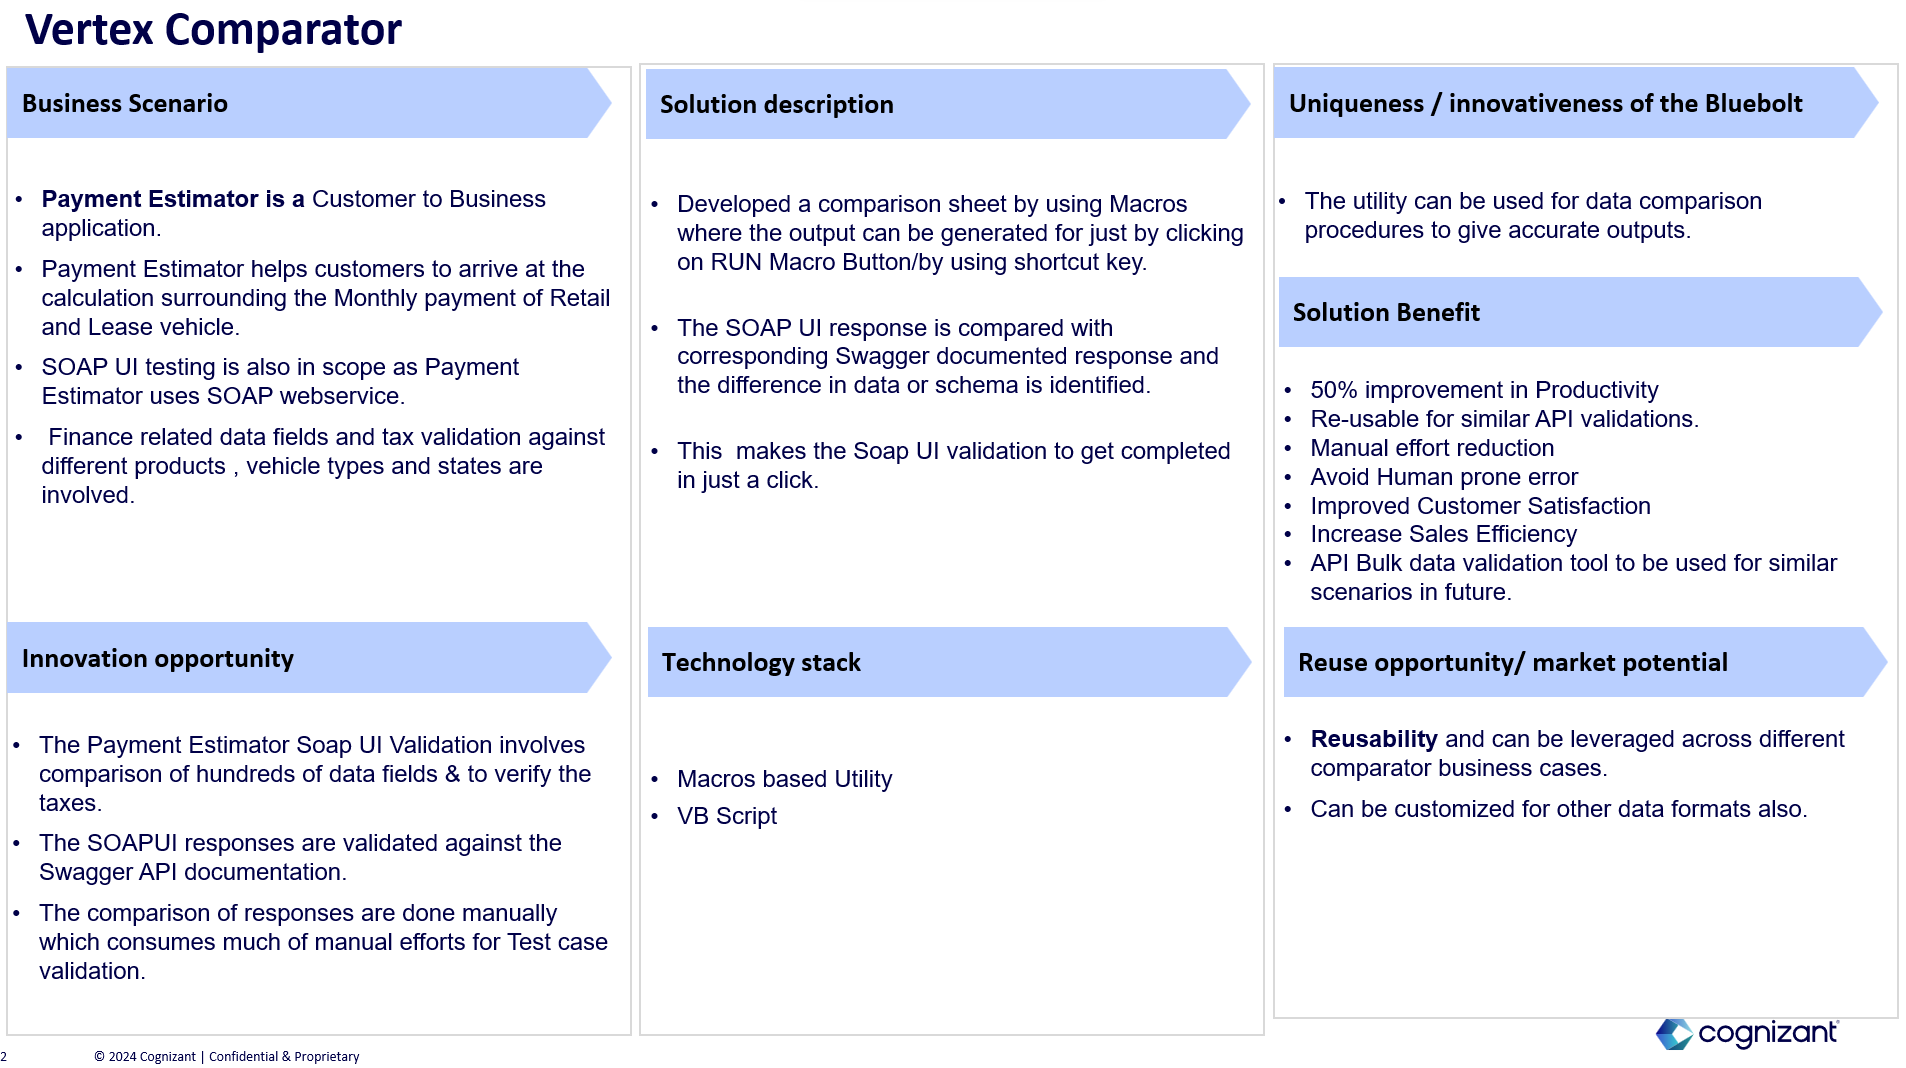 Vertex Comparator
Business Scenario
• Payment Estimator is a Customer to Business
application.
• Payment Estimator helps customers to arrive at the
calculation surrounding the Monthly payment of Retail
and Lease vehicle.
• SOAP UI testing is also in scope as Payment
Estimator uses SOAP webservice.
• Finance related data fields and tax validation against
different products , vehicle types and states are
involved.
Innovation opportunity
• The Payment Estimator Soap UI Validation involves
comparison of hundreds of data fields & to verify the
taxes.
• The SOAPUI responses are validated against the
Swagger API documentation.
• The comparison of responses are done manually
which consumes much of manual efforts for Test case
validation.
Solution description
• Developed a comparison sheet by using Macros
where the output can be generated for just by clicking
on RUN Macro Button/by using shortcut key.
• The SOAP UI response is compared with
corresponding Swagger documented response and
the difference in data or schema is identified.
• This  makes the Soap UI validation to get completed
in just a click.
Technology stack
• Macros based Utility
• VB Script
Uniqueness / innovativeness of the Bluebolt
• The utility can be used for data comparison
procedures to give accurate outputs.
Solution Benefit
• 50% improvement in Productivity
• Re-usable for similar API validations.
• Manual effort reduction
• Avoid Human prone error
• Improved Customer Satisfaction
• Increase Sales Efficiency
• API Bulk data validation tool to be used for similar
scenarios in future.
Reuse opportunity/ market potential
• Reusability and can be leveraged across different
comparator business cases.
• Can be customized for other data formats also.
cognizant
2
© 2024 Cognizant | Confidential & Proprietary